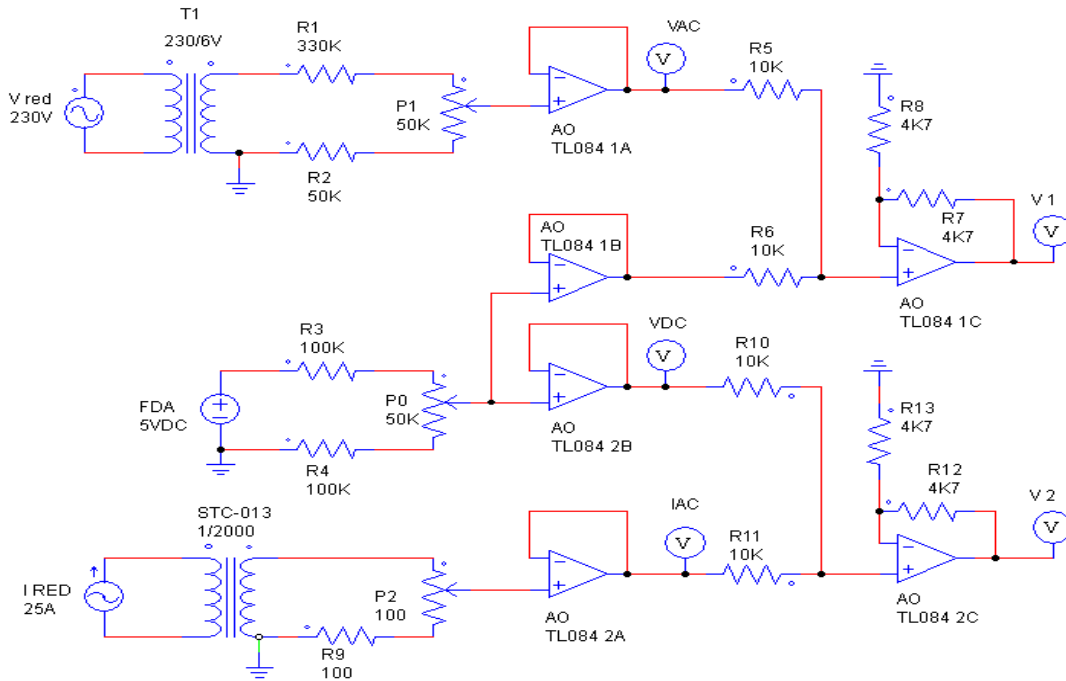 T1
230/6V
V red
230V
R1
330K
P1
50K
R2
50K
AO
TL084 1A
VAC
V
R5
10K
R8
4K7
R7
4K7
V 1
V
AO
TL084 1C
AO
TL084 1B
R6
10K
R3
100K
FDA
5VDC
P0
50K
R4
100K
VDC
V
AO
TL084 2B
R10
10K
R13
4K7
R12
4K7
V 2
V
AO
TL084 2C
STC-013
1/2000
I RED
25A
P2
100
R9
100
IAC
V
AO
TL084 2A
R11
10K